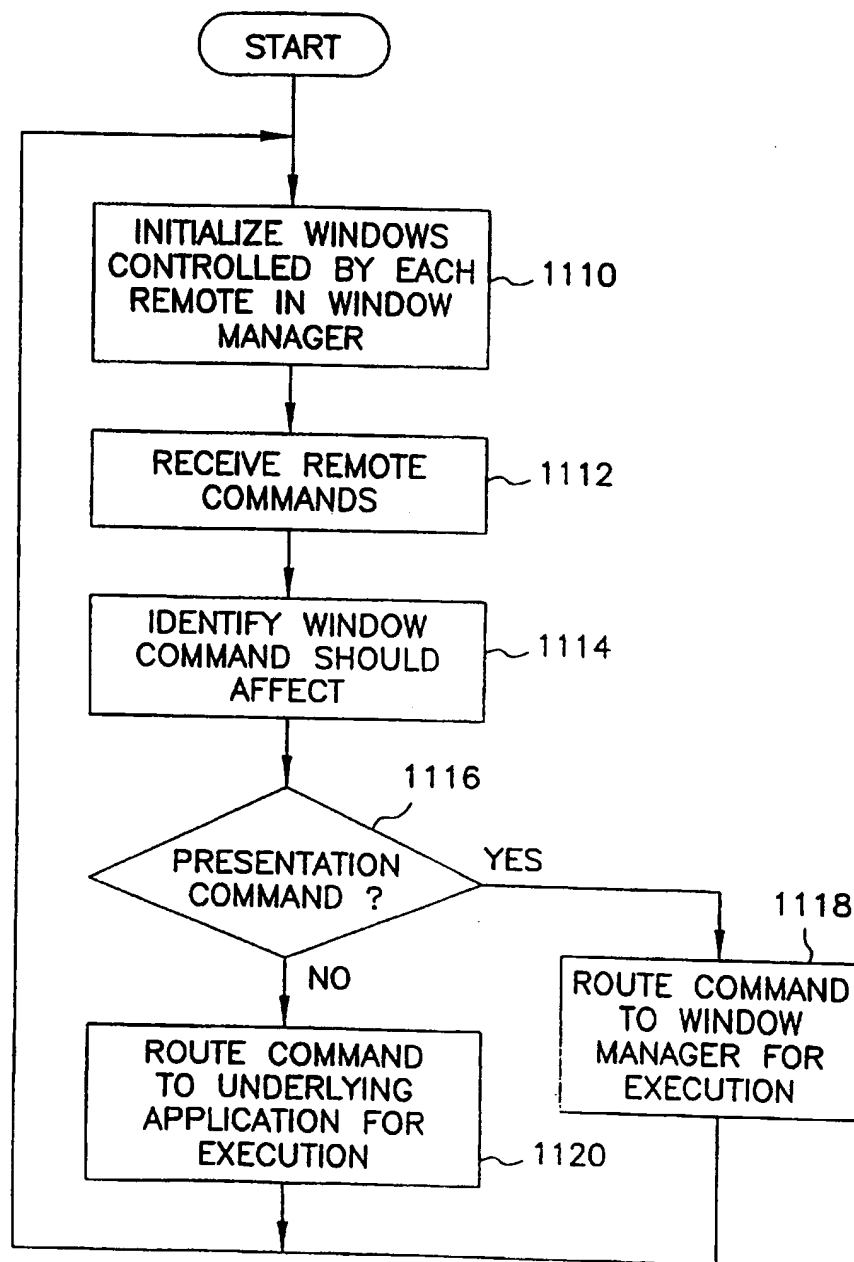 START
INITIALIZE WINDOWS
CONTROLLED BY EACH
REMOTE IN WINDOW
MANAGER
1110
RECEIVE REMOTE
COMMANDS
1112
IDENTIFY WINDOW
COMMAND SHOULD
AFFECT
1114
1116
PRESENTATION
COMMAND ?
YES
NO
1118
ROUTE COMMAND
TO WINDOW
MANAGER FOR
EXECUTION
ROUTE COMMAND
TO UNDERLYING
APPLICATION FOR
EXECUTION
1120